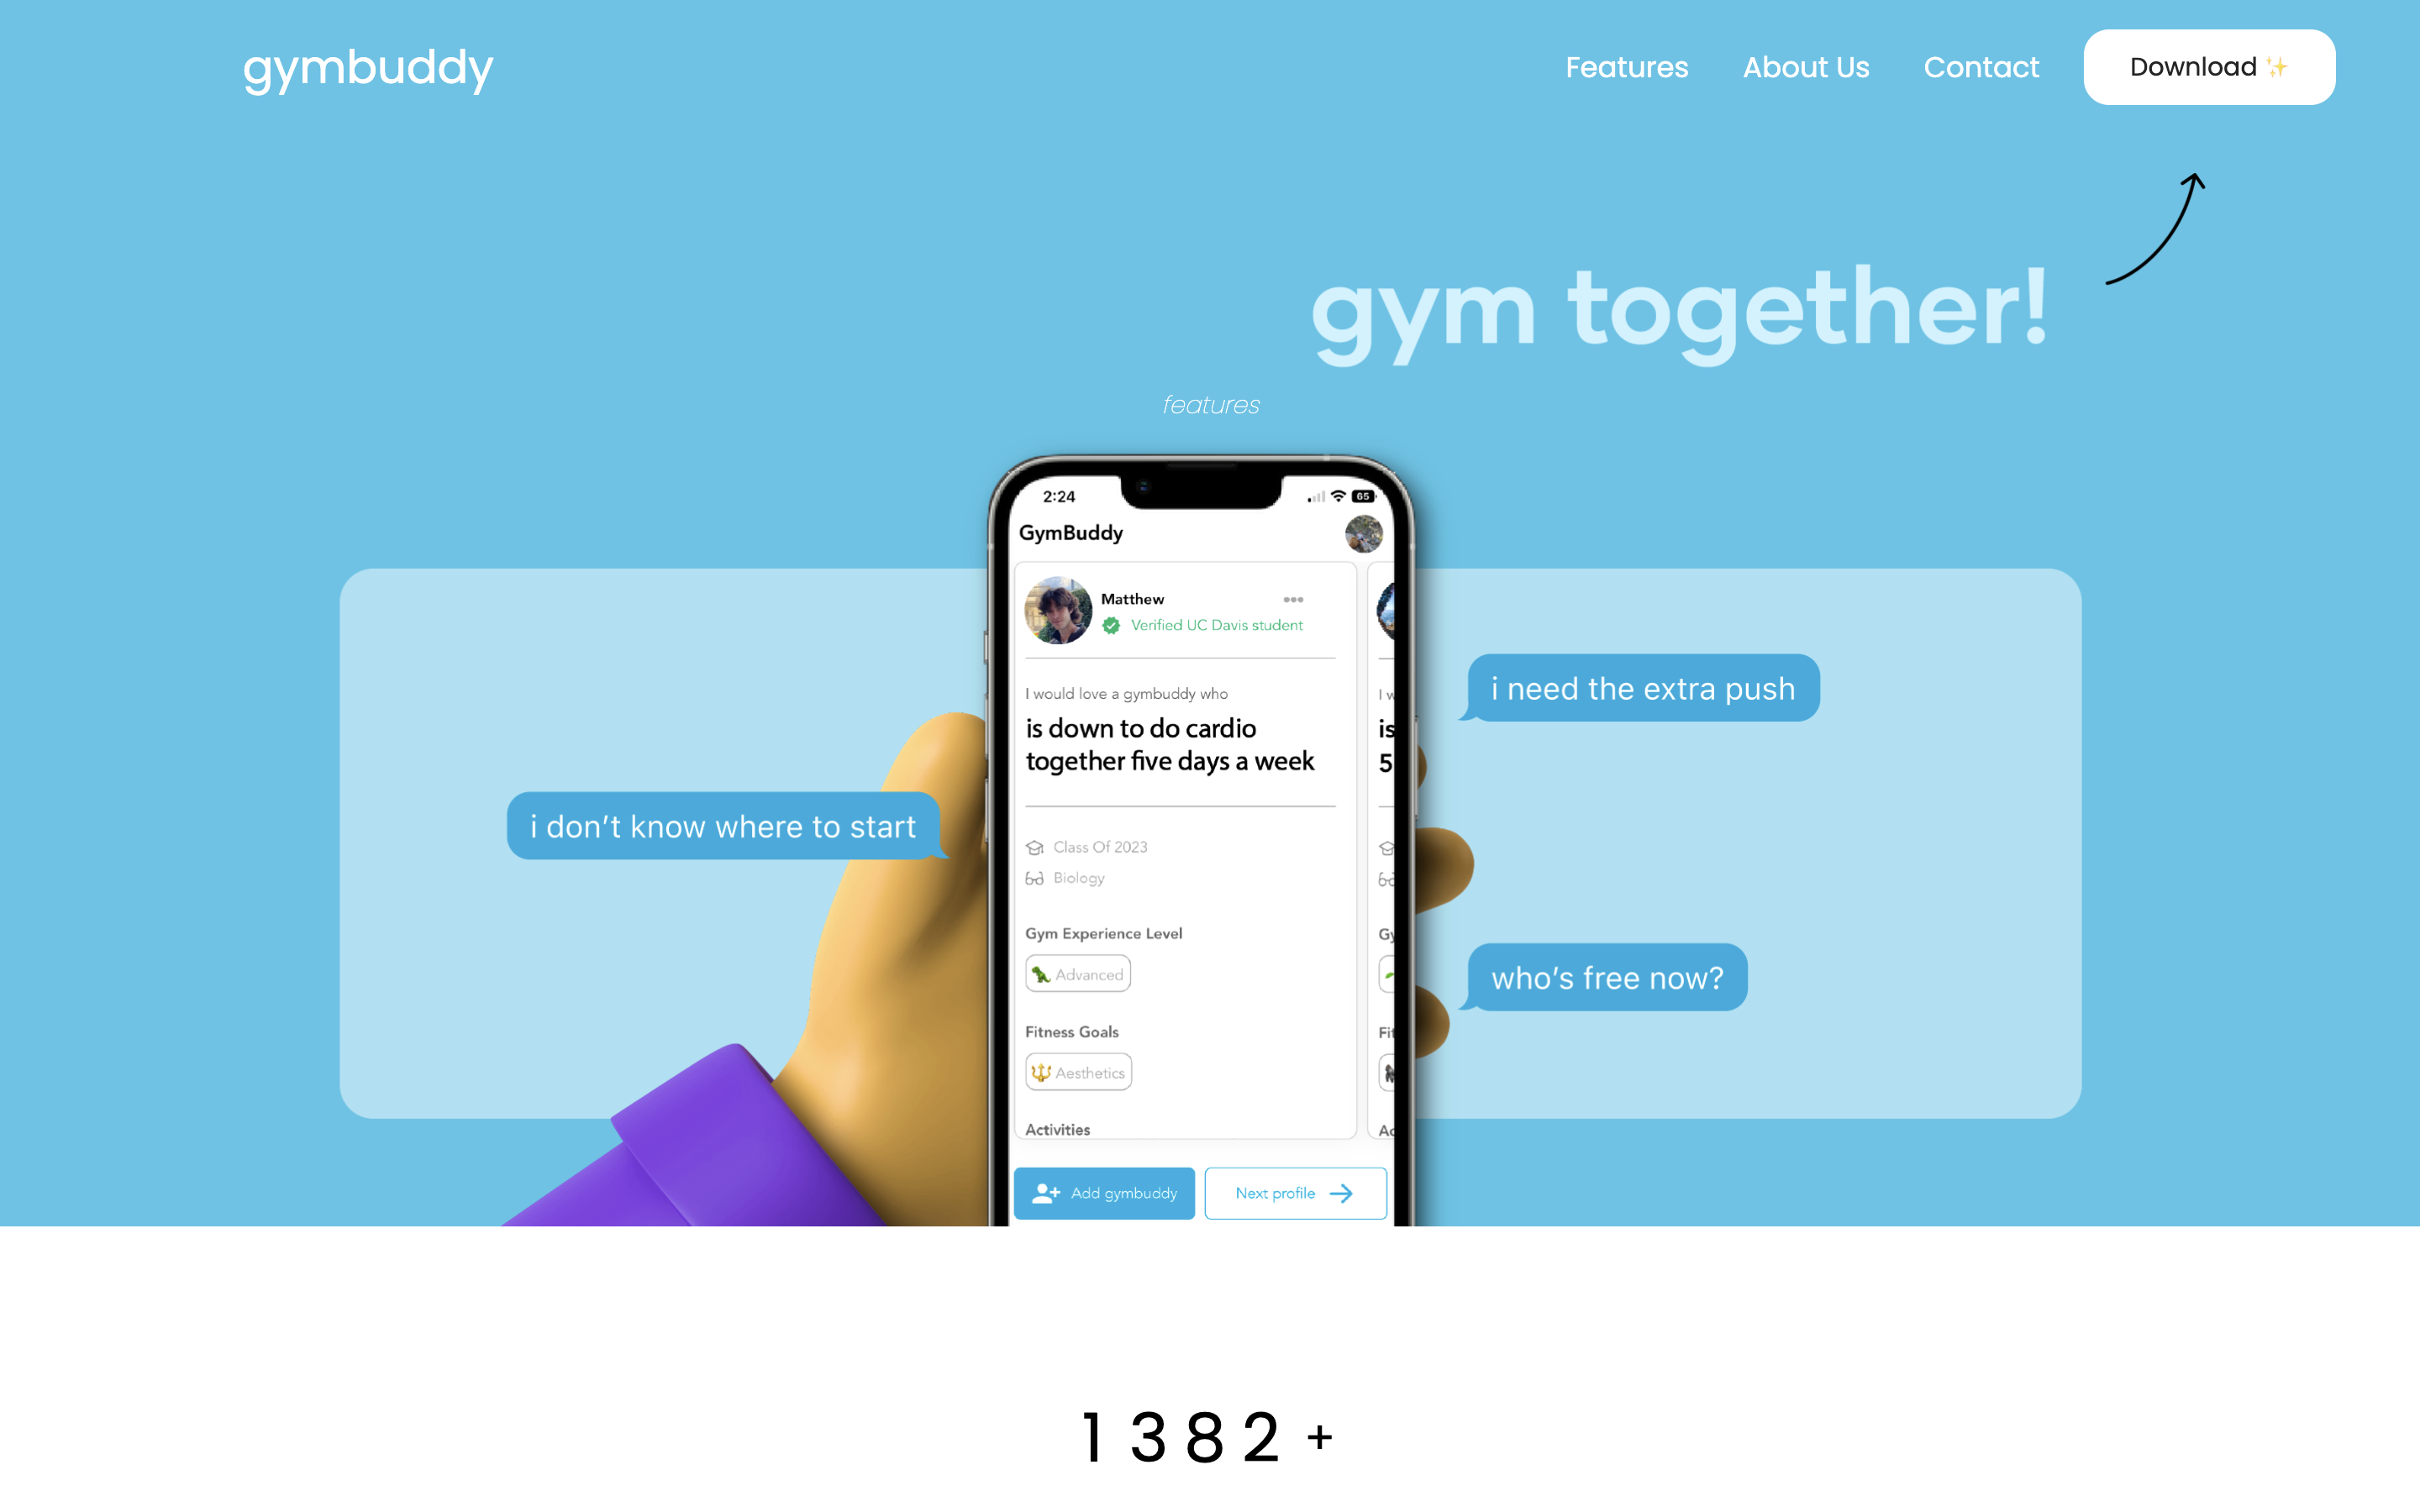 gymbuddy
Features
About Us
Contact
Download ✨
gym together!
features
2:24
65
GymBuddy
Matthew
Verified UC Davis student
I would love a gymbuddy who
is down to do cardio
together five days a week
Class Of 2023
Biology
Gym Experience Level
Advanced
Fitness Goals
Aesthetics
Activities
Add gymbuddy
Next profile
i don't know where to start
i need the extra push
who's free now?
1 382 +